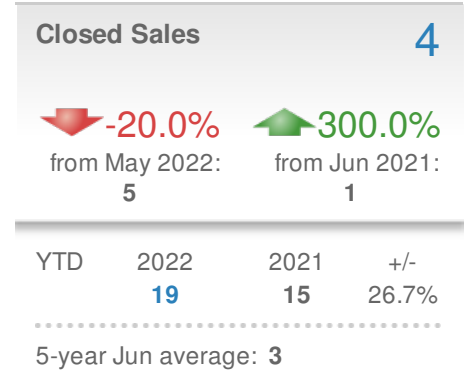 Closed Sales 4
-20.0% 300.0%
from May 2022: from Jun 2021:
5 1
YTD 2022 2021 +/-
19 15 26.7%
5-year Jun average: 3